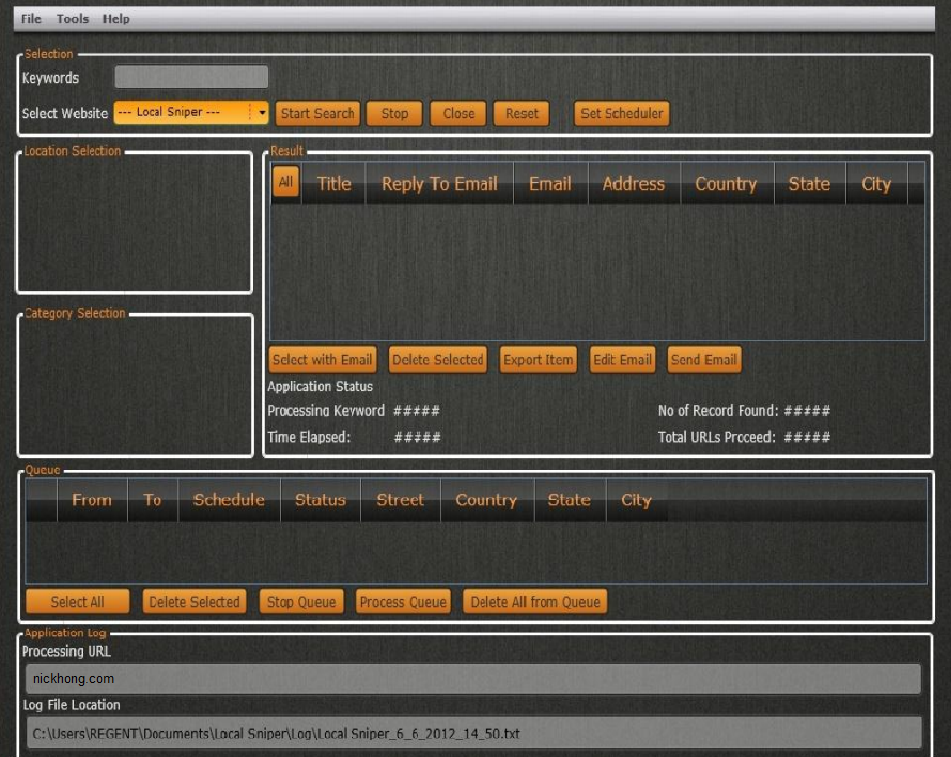 File Tools Help
Selection
Keywords
Select Website --- Local Sniper --- Start Search Stop Close Reset Set Scheduler
Location Selection
Result
All Title Reply To Email Email Address Country State City
Category Selection
Select with Email Delete Selected Export Item Edit Email Send Email
Application Status
Processing Keyword ##### No of Record Found: #####
Time Elapsed: ##### Total URLs Proceed: #####
Queue
From To Schedule Status Street Country State City
Select All Delete Selected Stop Queue Process Queue Delete All from Queue
Application Log
Processing URL
nickhong.com
Log File Location
C:\Users\REGENT\Documents\Local Sniper\Log\Local Sniper_6_6_2012_14_50.txt